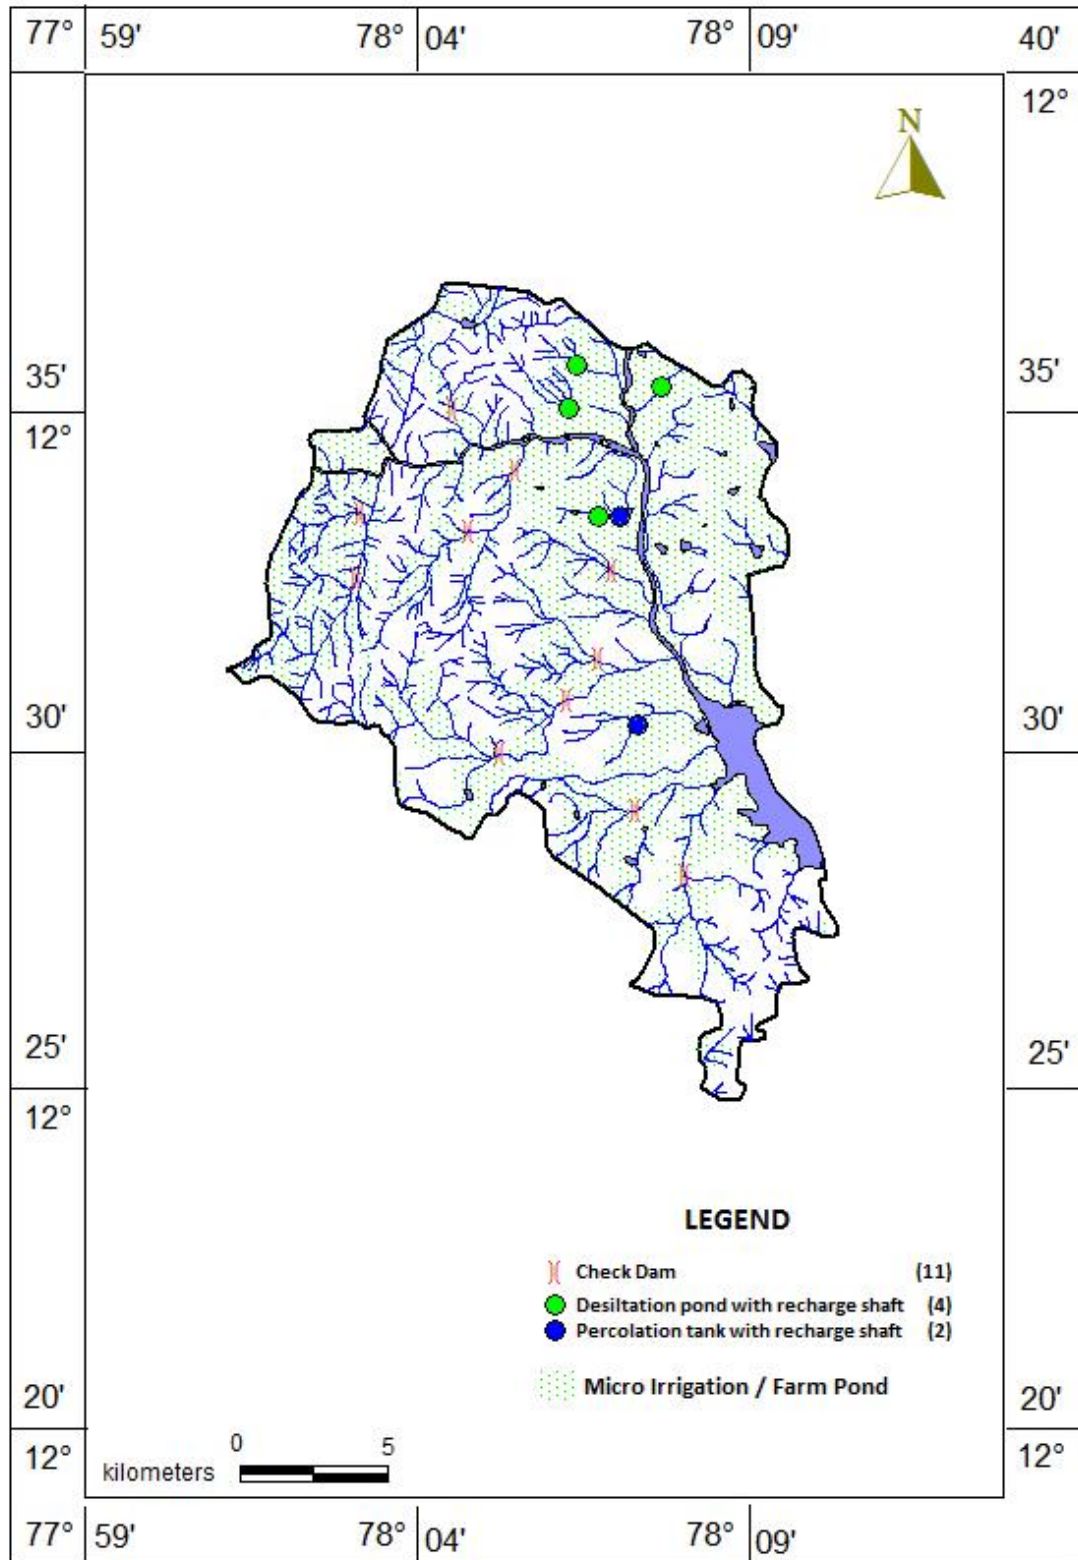 77° 59' 78° 04' 78° 09' 40'
12°
N
35' 35'
12° 12°
30' 30'
25' 25'
12°
LEGEND
Check Dam (11)
Desiltation pond with recharge shaft (4)
Percolation tank with recharge shaft (2)
Micro Irrigation / Farm Pond
20' 20'
12° 12°
0 5
kilometers
77° 59' 78° 04' 78° 09'